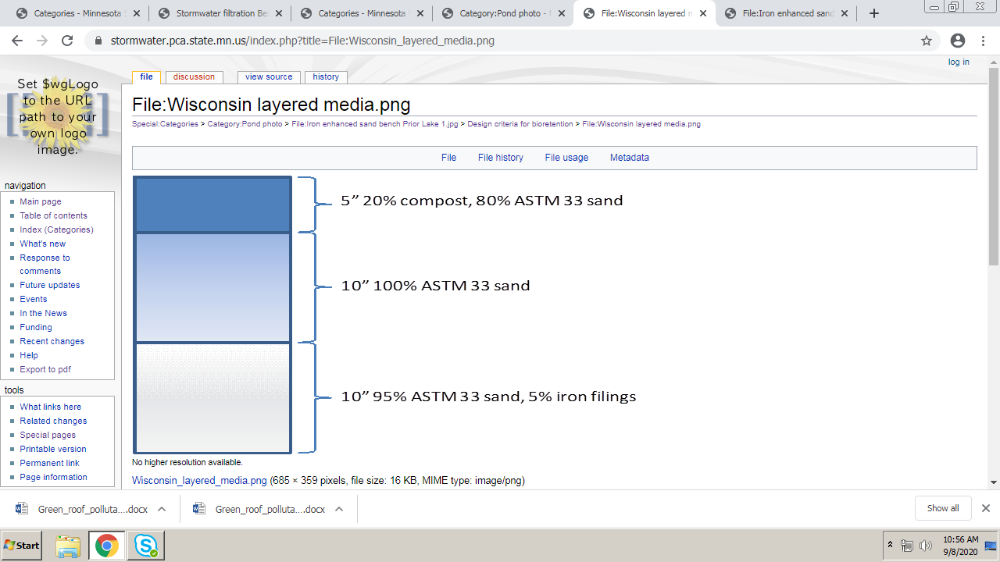 Categories - Minnesota S
Stormwater filtration Be
Categories - Minnesota S
Category:Pond photo - M
File:Wisconsin layered m
File:Iron enhanced sand
stormwater.pca.state.mn.us/index.php?title=File:Wisconsin_layered_media.png
log in
Set $wgLogo
to the URL
path to your
own logo
image.
file
discussion
view source
history
File:Wisconsin layered media.png
Special:Categories > Category:Pond photo > File:Iron enhanced sand bench Prior Lake 1.jpg > Design criteria for bioretention > File:Wisconsin layered media.png
File File history File usage Metadata
navigation
Main page
Table of contents
Index (Categories)
What's new
Response to
comments
Future updates
Events
In the News
Funding
Recent changes
Help
Export to pdf
tools
What links here
Related changes
Special pages
Printable version
Permanent link
Page information
5” 20% compost, 80% ASTM 33 sand
10” 100% ASTM 33 sand
10” 95% ASTM 33 sand, 5% iron filings
No higher resolution available.
Wisconsin_layered_media.png (685 × 359 pixels, file size: 16 KB, MIME type: image/png)
Green_roof_polluta....docx
Green_roof_polluta....docx
Show all
Start
10:56 AM
9/8/2020